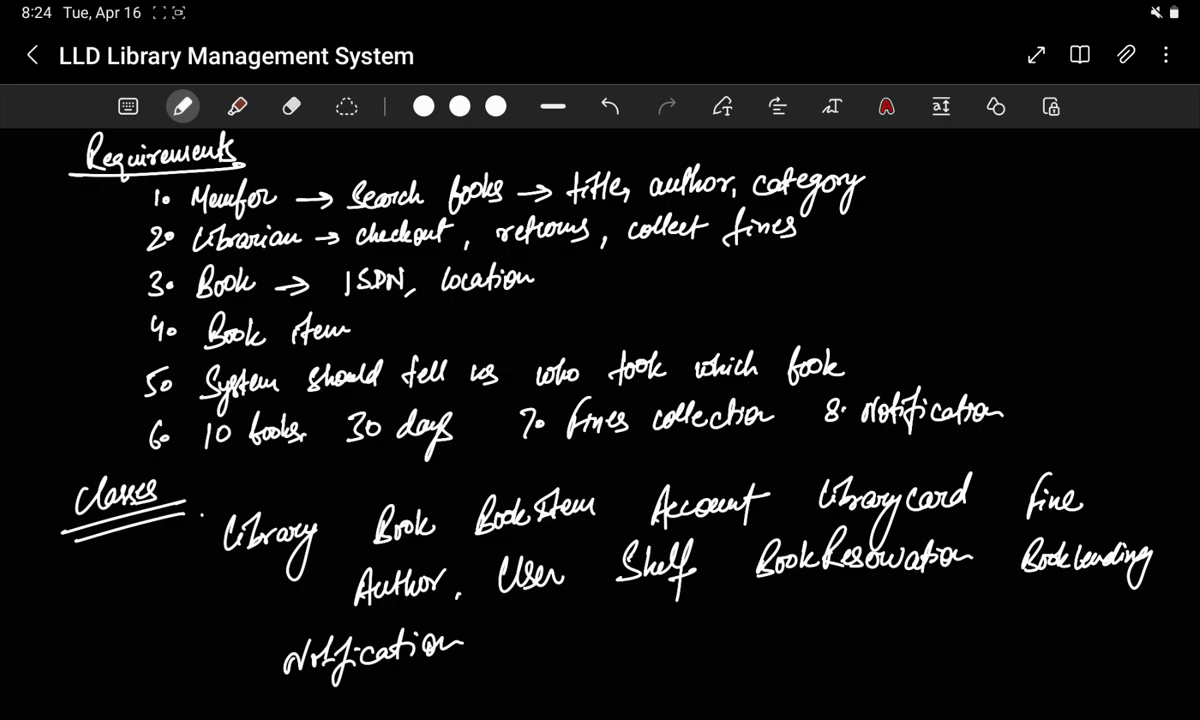 8:24 Tue, Apr 16
LLD Library Management System
Requirements
1. Member → Search books → title, author, category
2. Librarian → checkout, returns, collect fines
3. Book → ISDN, location
4. Book item
5. System should tell us who took which book
6. 10 books. 30 days 7. Fines collection 8. Notification
Classes
Library Book BookItem Account Librarycard Fine
Author, User Shelf BookReservation BookLending
Notification